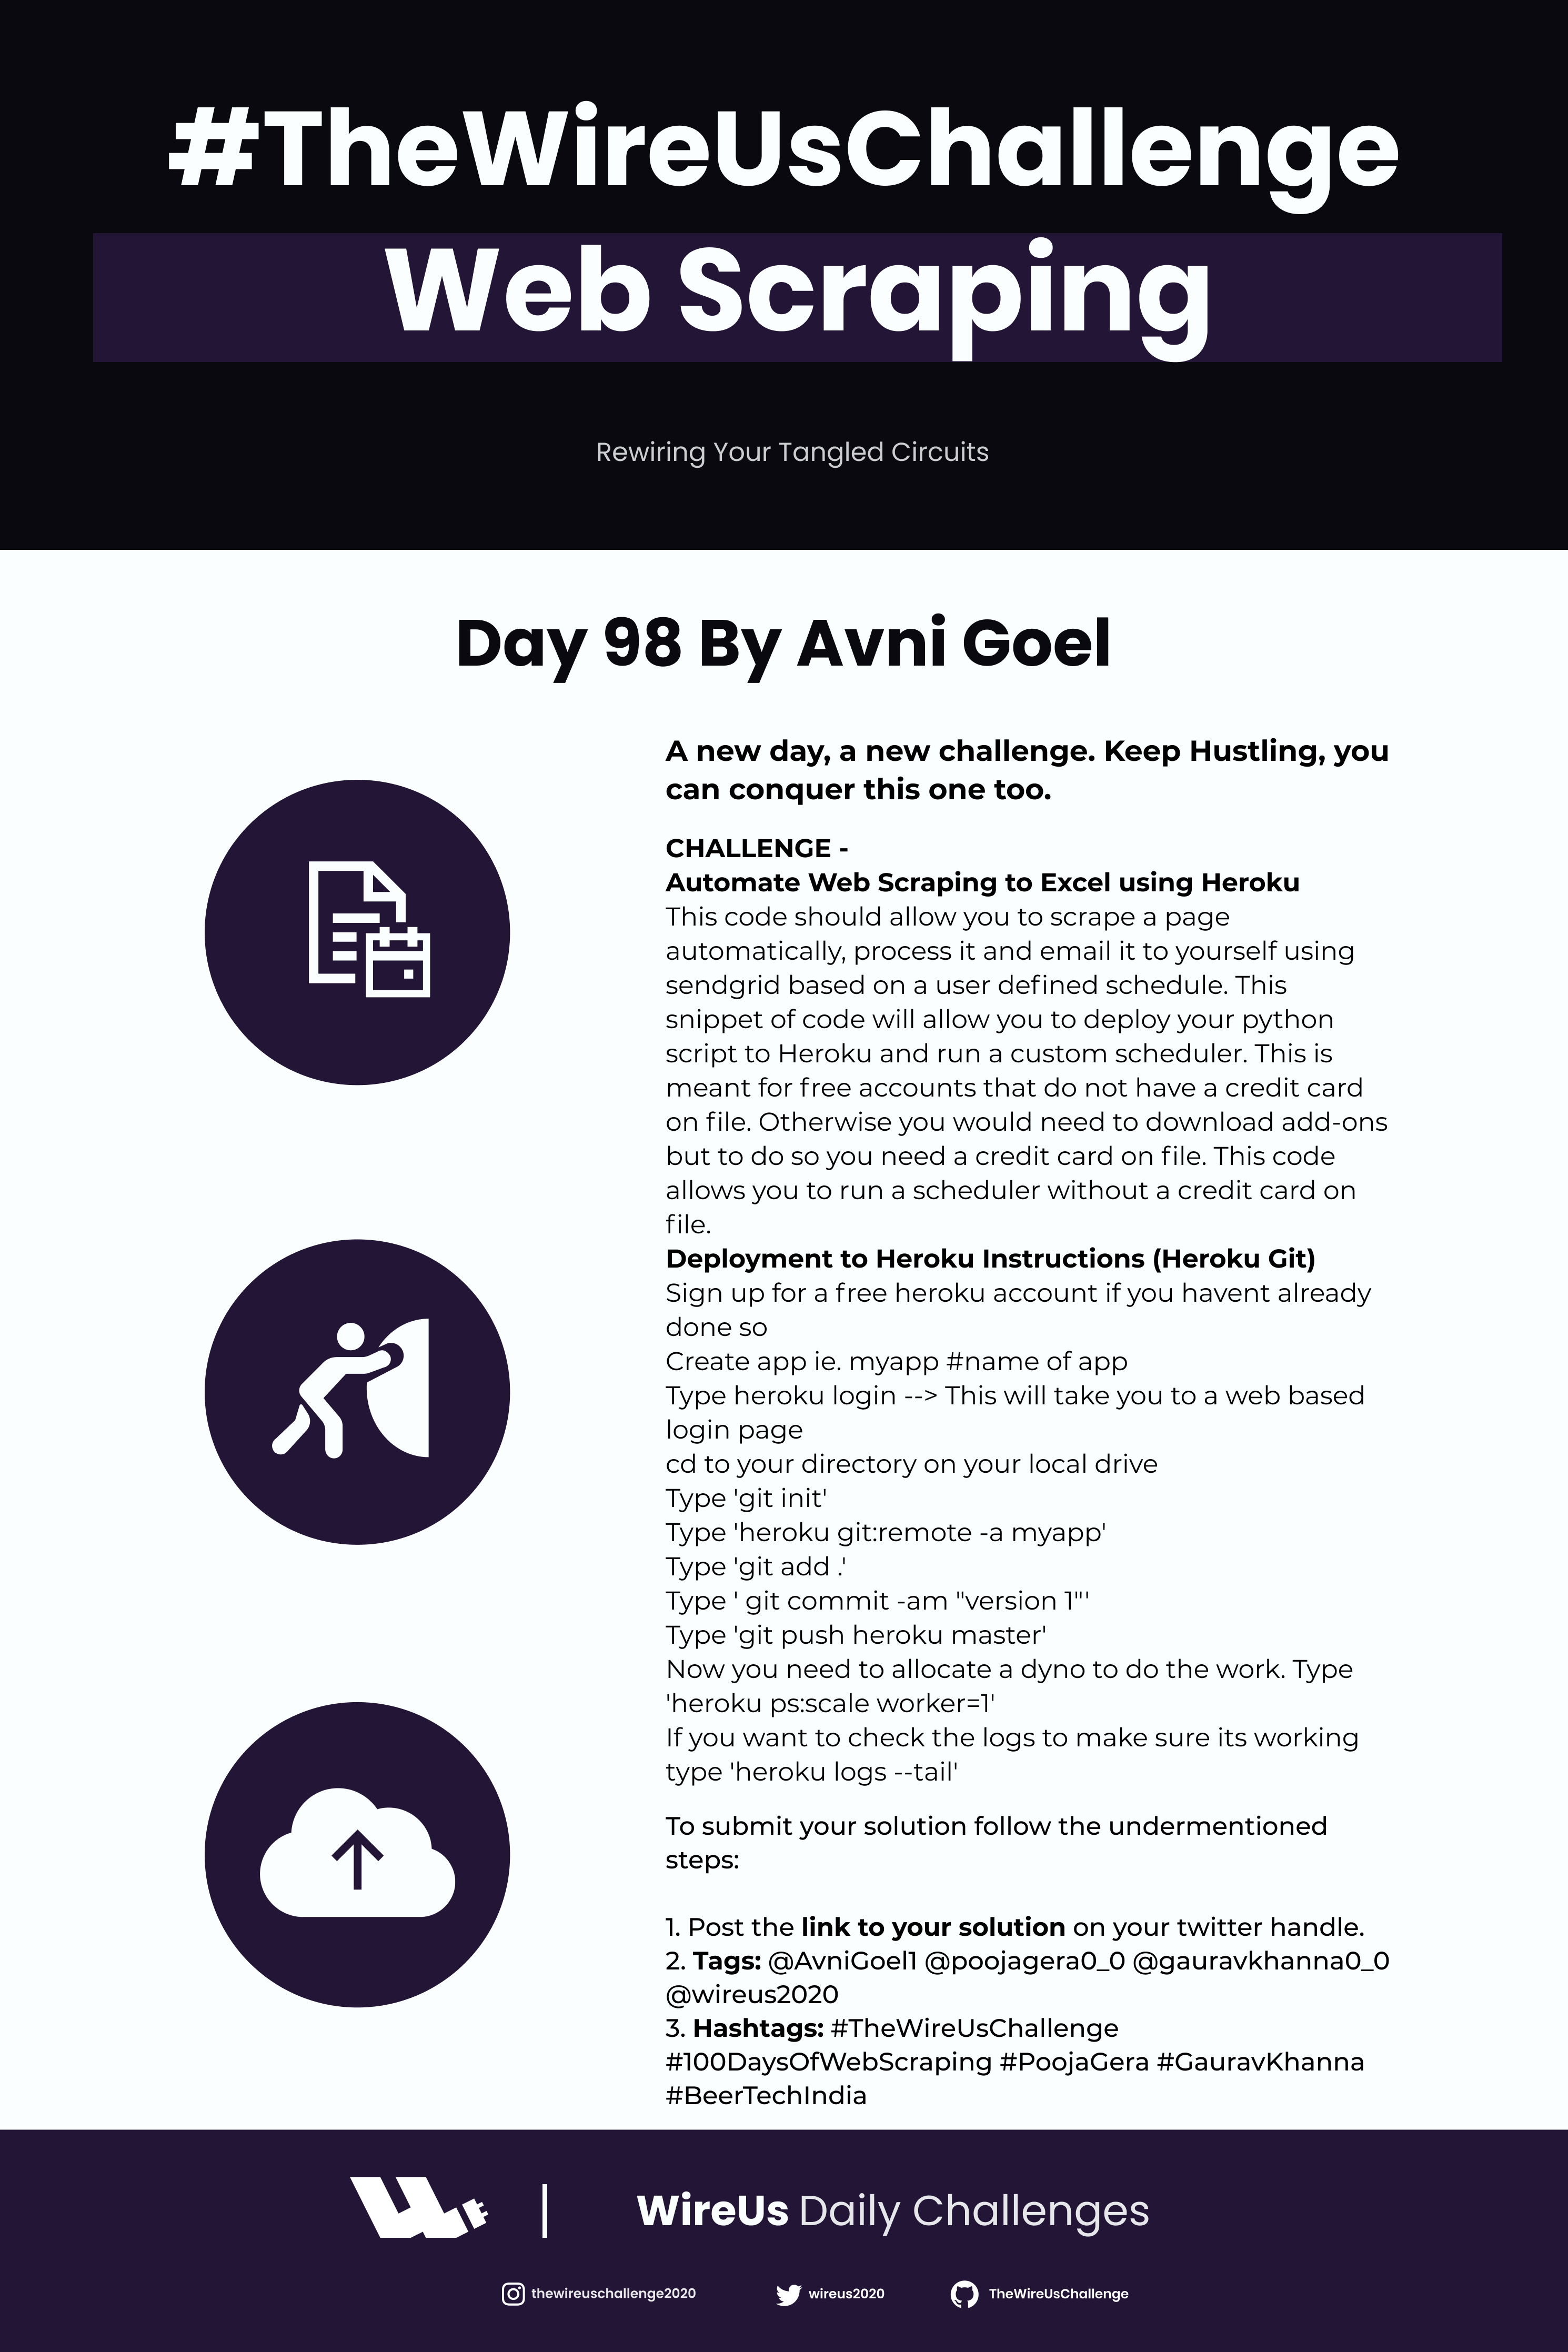 #TheWireUsChallenge
Web Scraping
Rewiring Your Tangled Circuits
Day 98 By Avni Goel
A new day, a new challenge. Keep Hustling, you
can conquer this one too.
CHALLENGE -
Automate Web Scraping to Excel using Heroku
This code should allow you to scrape a page
automatically, process it and email it to yourself using
sendgrid based on a user defined schedule. This
snippet of code will allow you to deploy your python
script to Heroku and run a custom scheduler. This is
meant for free accounts that do not have a credit card
on file. Otherwise you would need to download add-ons
but to do so you need a credit card on file. This code
allows you to run a scheduler without a credit card on
file.
Deployment to Heroku Instructions (Heroku Git)
Sign up for a free heroku account if you havent already
done so
Create app ie. myapp #name of app
Type heroku login --> This will take you to a web based
login page
cd to your directory on your local drive
Type 'git init'
Type 'heroku git:remote -a myapp'
Type 'git add .'
Type ' git commit -am "version 1"'
Type 'git push heroku master'
Now you need to allocate a dyno to do the work. Type
'heroku ps:scale worker=1'
If you want to check the logs to make sure its working
type 'heroku logs --tail'
To submit your solution follow the undermentioned
steps:
1. Post the link to your solution on your twitter handle.
2. Tags: @AvniGoel1 @poojagera0_0 @gauravkhanna0_0
@wireus2020
3. Hashtags: #TheWireUsChallenge
#100DaysOfWebScraping #PoojaGera #GauravKhanna
#BeerTechIndia
WireUs Daily Challenges
thewireuschallenge2020 wireus2020 TheWireUsChallenge